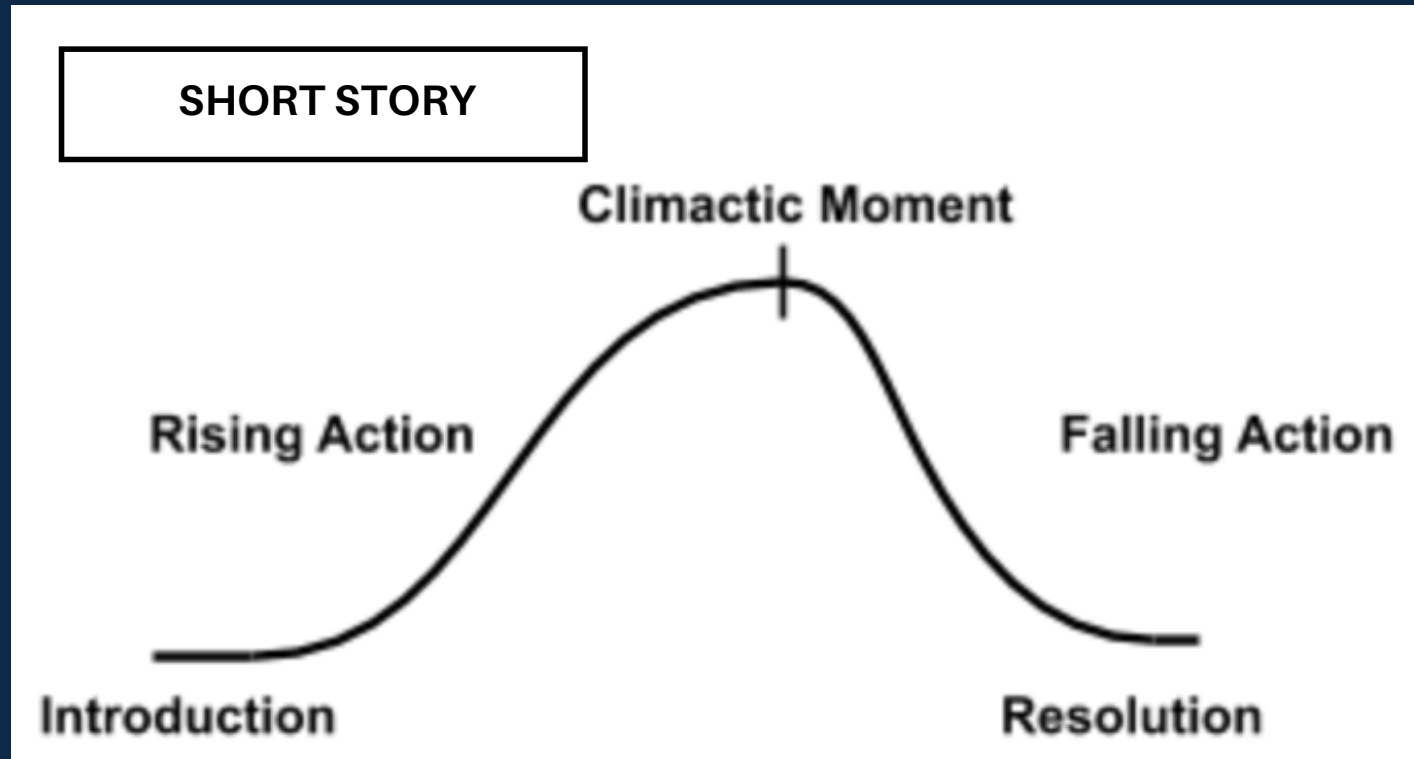 SHORT STORY
Climactic Moment
Rising Action
Falling Action
Introduction
Resolution